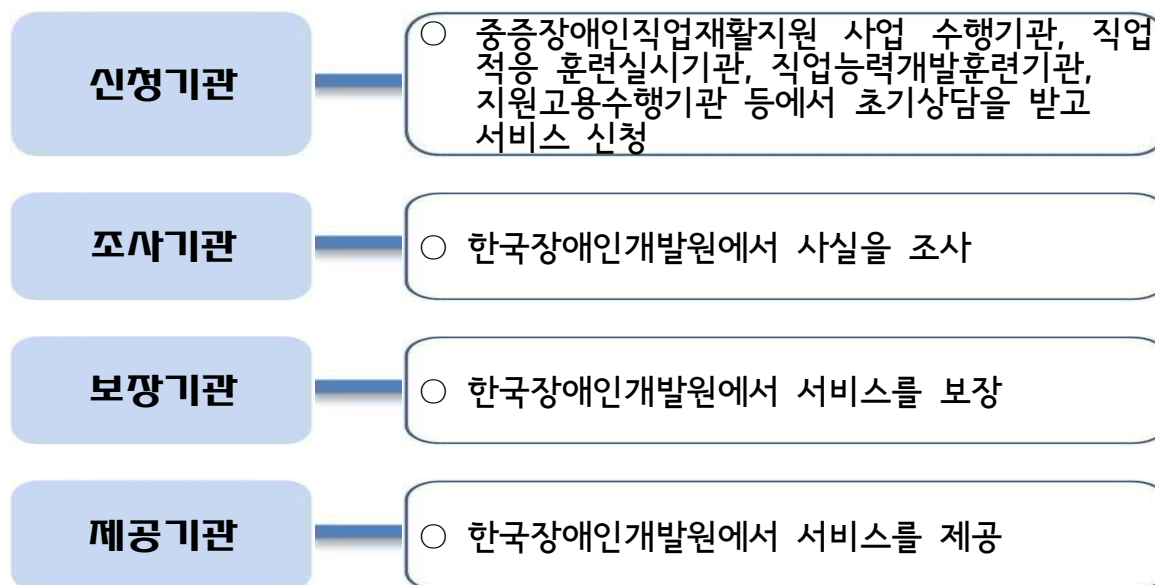 신청기관
○ 중증장애인직업재활지원 사업 수행기관, 직업
적응 훈련실시기관, 직업능력개발훈련기관,
지원고용수행기관 등에서 초기상담을 받고
서비스 신청
조사기관
○ 한국장애인개발원에서 사실을 조사
보장기관
○ 한국장애인개발원에서 서비스를 보장
제공기관
○ 한국장애인개발원에서 서비스를 제공